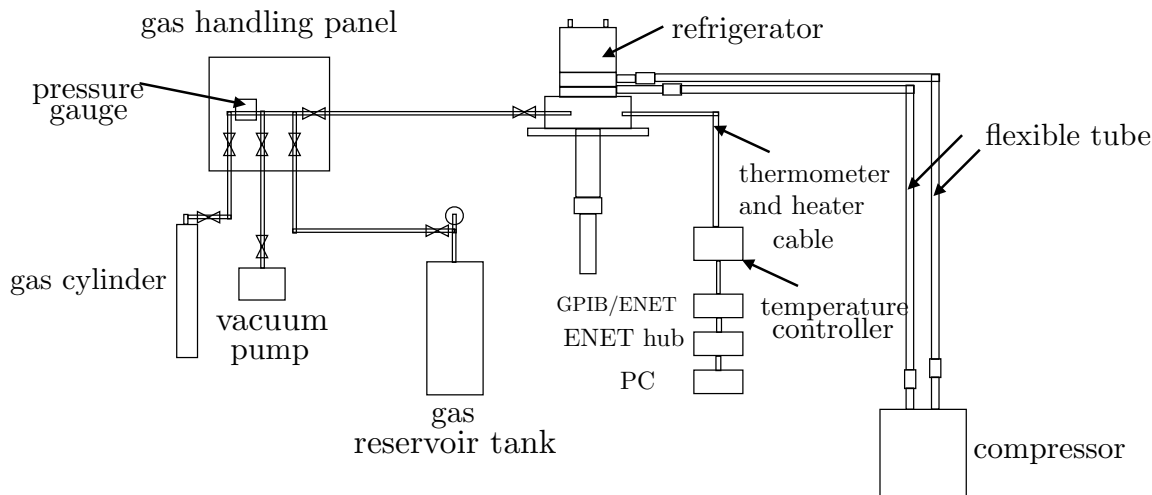 gas handling panel
refrigerator
pressure
gauge
flexible tube
thermometer
and heater
cable
gas cylinder
vacuum
pump
GPIB/ENET
ENET hub
PC
temperature
controller
gas
reservoir tank
compressor